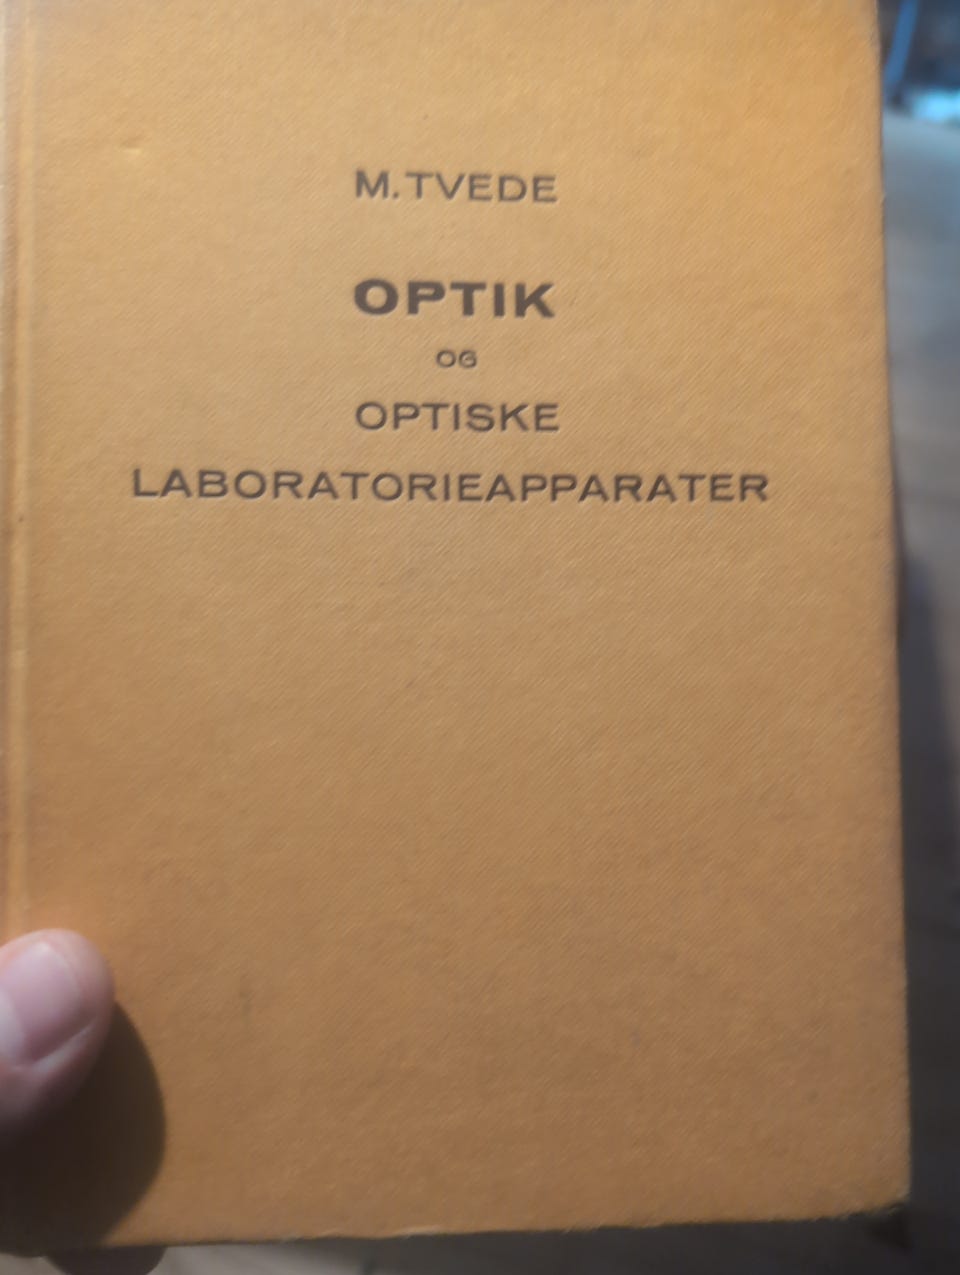 M. TVEDE
OPTIK
OG
OPTISKE
LABORATORIEAPPARATER